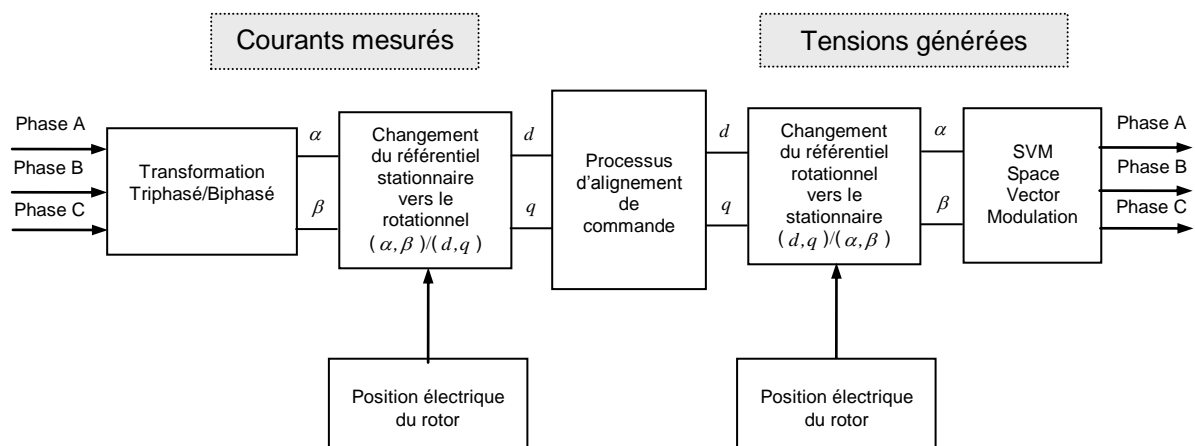 Courants mesurés
Tensions générées
Phase A
Phase B
Phase C
Transformation
Triphasé/Biphasé
α
β
Changement
du référentiel
stationnaire
vers le
rotationnel
(α,β)/(d,q)
d
q
Processus
d'alignement
de
commande
d
q
Changement
du référentiel
rotationnel
vers le
stationnaire
(d,q)/(α,β)
α
β
SVM
Space
Vector
Modulation
Phase A
Phase B
Phase C
Position électrique
du rotor
Position électrique
du rotor